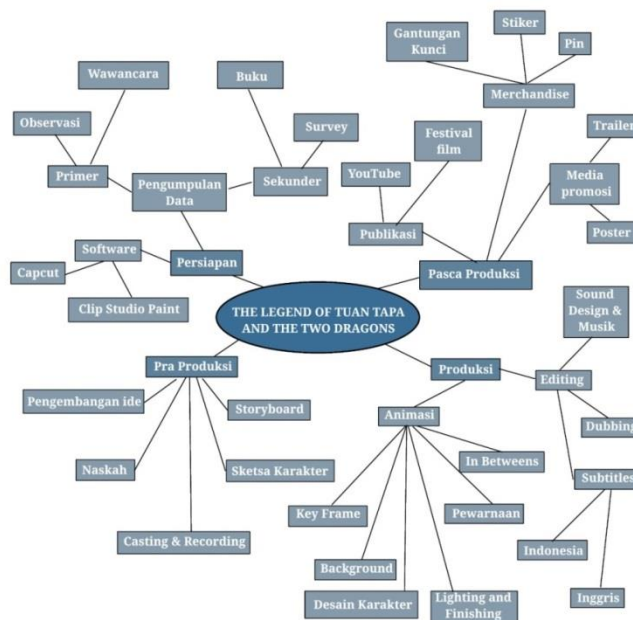 Gantungan
Kunci
Stiker
Pin
Merchandise
Wawancara
Buku
Observasi
Survey
Festival
film
Trailer
Primer
Pengumpulan
Data
Sekunder
YouTube
Media
promosi
Publikasi
Poster
Software
Persiapan
Capcut
Pasca Produksi
Clip Studio Paint
THE LEGEND OF TUAN TAPA
AND THE TWO DRAGONS
Sound
Design &
Musik
Pra Produksi
Produksi
Editing
Pengembangan ide
Storyboard
Animasi
Dubbing
Naskah
Sketsa Karakter
In Betweens
Subtitles
Key Frame
Pewarnaan
Casting & Recording
Indonesia
Background
Desain Karakter
Lighting and
Finishing
Inggris